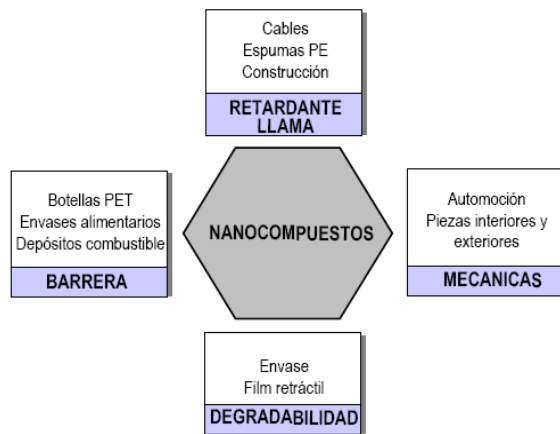 Cables
Espumas PE
Construcción
RETARDANTE
LLAMA
Botellas PET
Envases alimentarios
Depósitos combustible
BARRERA
NANOCOMPUESTOS
Automoción
Piezas interiores y
exteriores
MECANICAS
Envase
Film retráctil
DEGRADABILIDAD